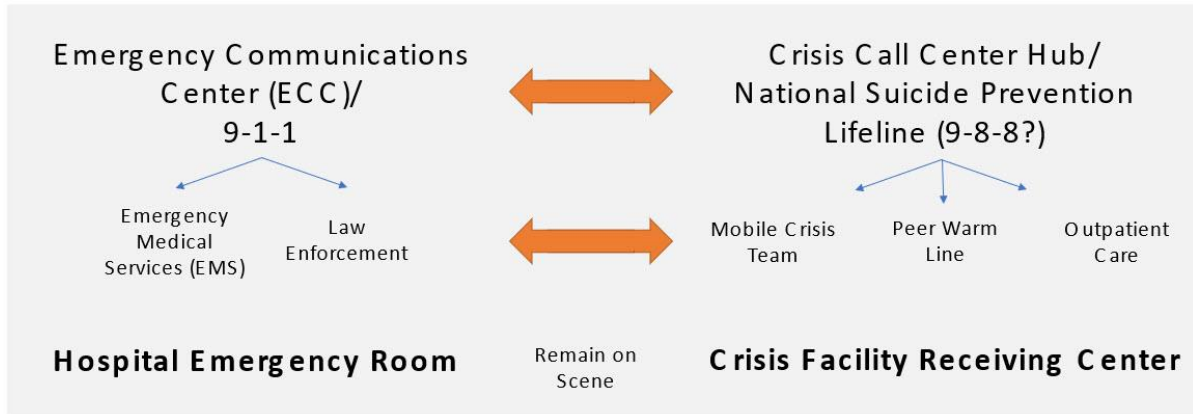 Emergency Communications
Center (ECC)/
9-1-1
Crisis Call Center Hub/
National Suicide Prevention
Lifeline (9-8-8?)
Emergency
Medical
Services (EMS)
Law
Enforcement
Mobile Crisis
Team
Peer Warm
Line
Outpatient
Care
Hospital Emergency Room
Remain on
Scene
Crisis Facility Receiving Center